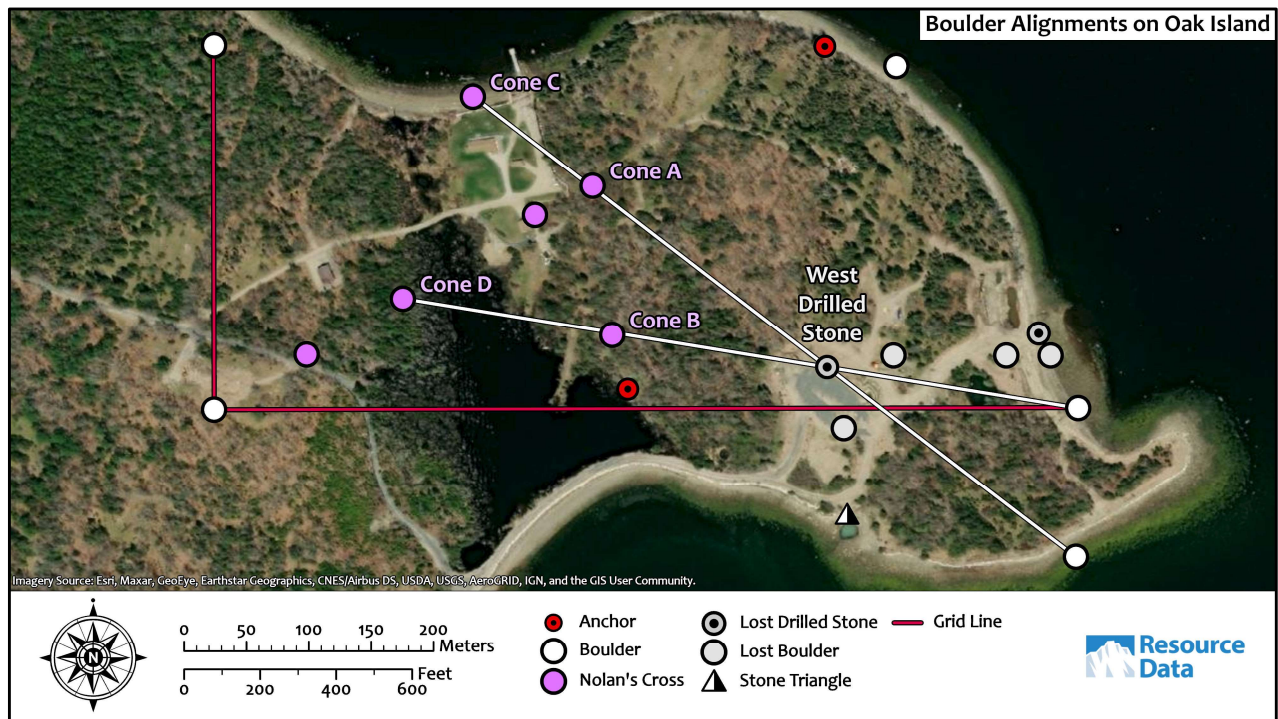 Boulder Alignments on Oak Island
Cone C
Cone A
West
Drilled
Stone
Cone D
Cone B
Imagery Source: Esri, Maxar, GeoEye, Earthstar Geographics, CNES/Airbus DS, USDA, USGS, AeroGRID, IGN, and the GIS User Community.
N
0 50 100 150 200
Meters
Feet
0 200 400 600
Anchor
Boulder
Nolan's Cross
Lost Drilled Stone
Lost Boulder
Stone Triangle
Grid Line
Resource
Data